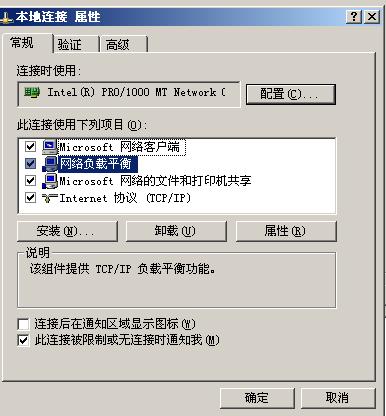 本地连接 属性
常规 验证 高级
连接时使用:
Intel(R) PRO/1000 MT Network C
配置(C)...
此连接使用下列项目(O):
Microsoft 网络客户端
网络负载平衡
Microsoft 网络的文件和打印机共享
Internet 协议 (TCP/IP)
安装(N)... 卸载(U) 属性(R)
说明
该组件提供 TCP/IP 负载平衡功能。
连接后在通知区域显示图标(W)
此连接被限制或无连接时通知我(M)
确定 取消